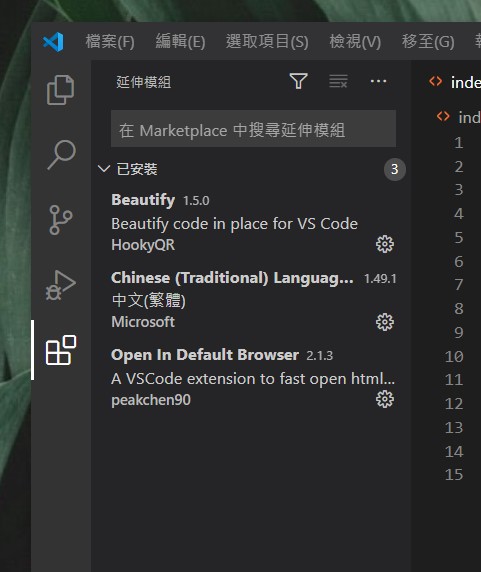 檔案(F) 編輯(E) 選取項目(S) 檢視(V) 移至(G)
延伸模組
inde
在 Marketplace 中搜尋延伸模組
ind
已安裝 3
Beautify 1.5.0
Beautify code in place for VS Code
HookyQR
Chinese (Traditional) Languag... 1.49.1
中文(繁體)
Microsoft
Open In Default Browser 2.1.3
A VSCode extension to fast open html...
peakchen90
1
2
3
4
5
6
7
8
9
10
11
12
13
14
15